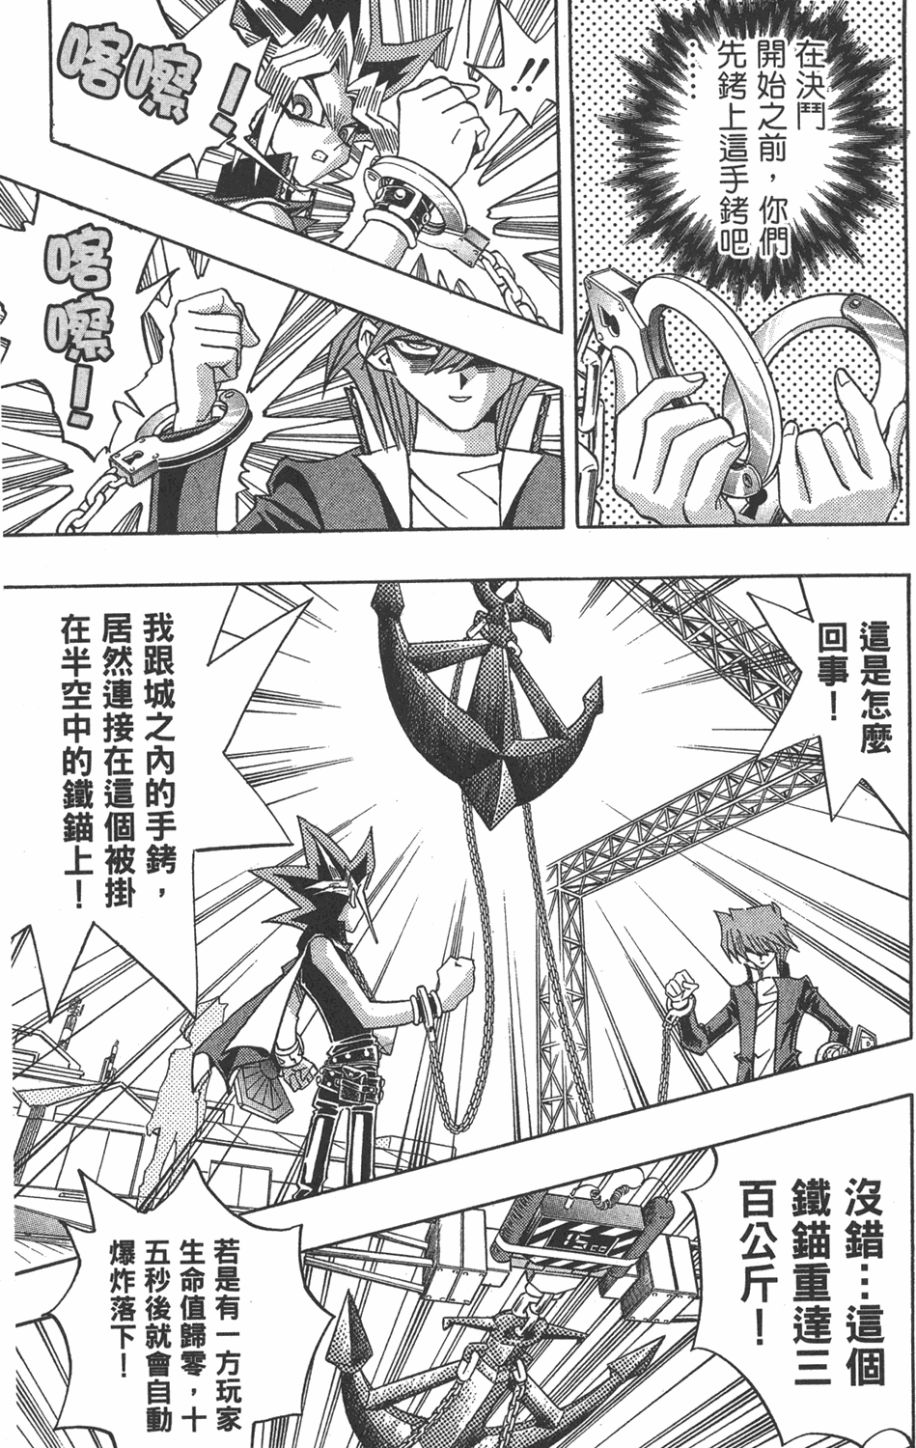 在決鬥
開始之前，你們
先銬上這手銬吧
……
!!
喀嚓！
喀嚓！
這是怎麼
回事！
我跟城之內的手銬，
居然連接在這個被掛
在半空中的鐵錨上！
沒錯…這個
鐵錨重達三
百公斤！
15:00
若是有一方玩家
生命值歸零，十
五秒後就會自動
爆炸落下！